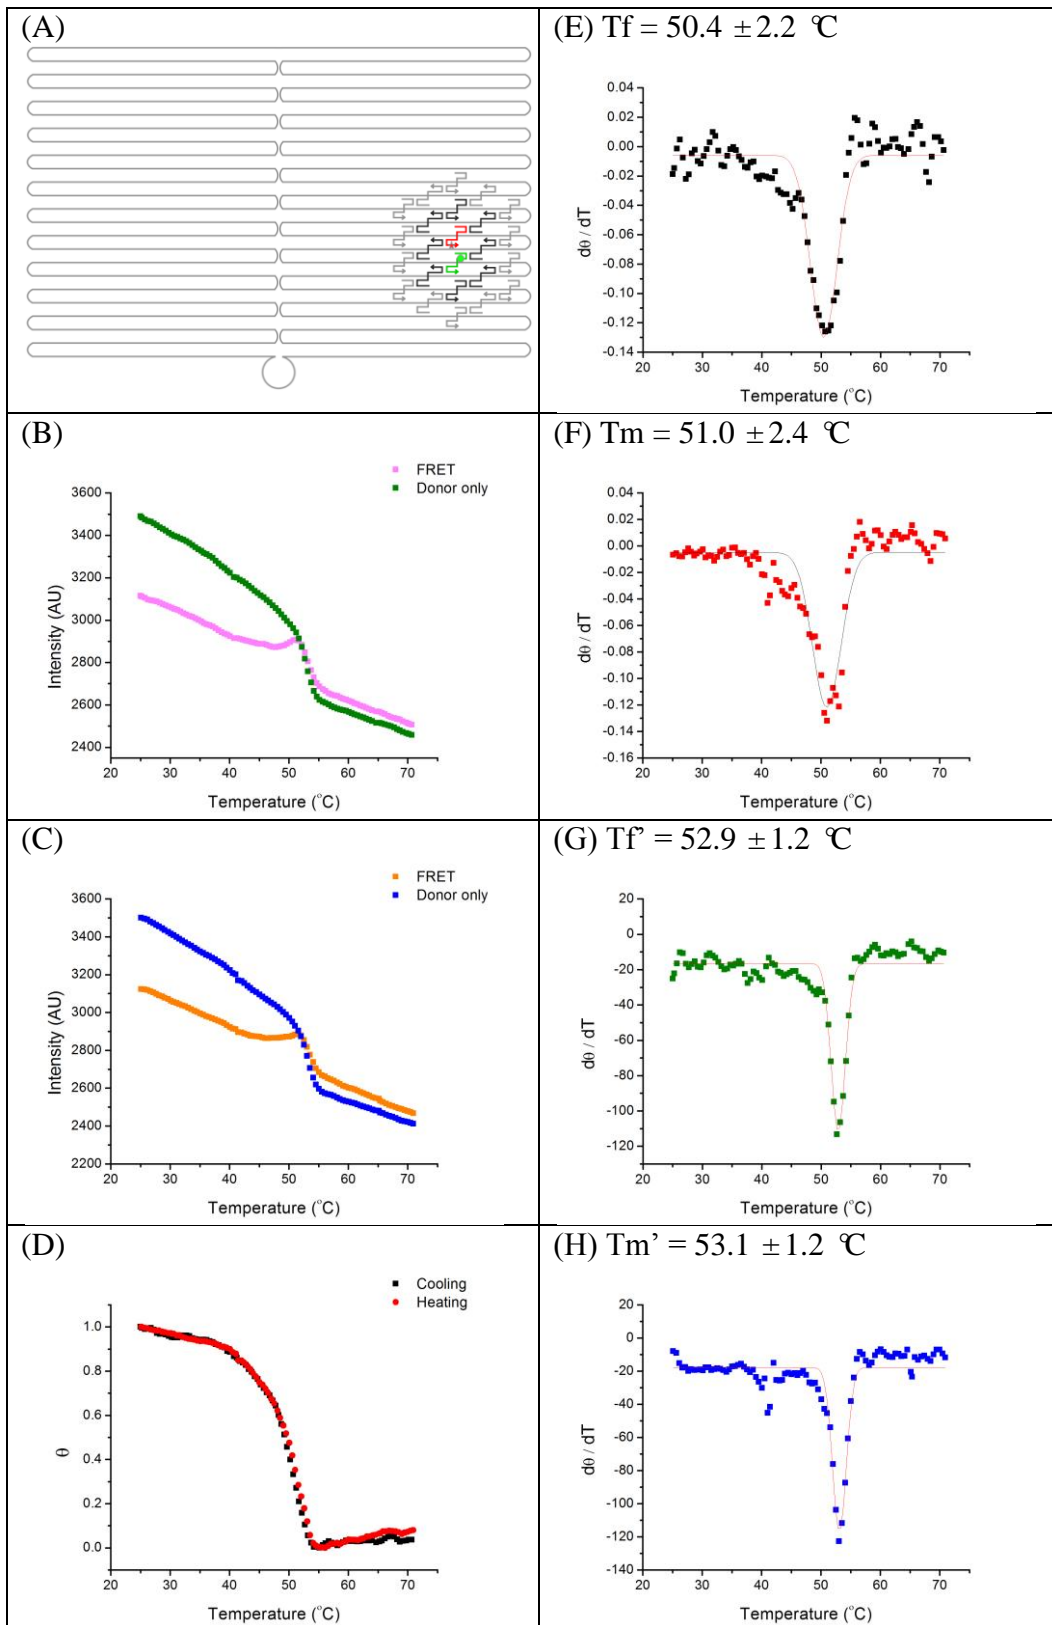 (A)
(E) Tf = 50.4 ± 2.2 ℃
0.04
0.02
0.00
-0.02
-0.04
-0.06
-0.08
-0.10
-0.12
-0.14
dθ / dT
20 30 40 50 60 70
Temperature (°C)
(B)
FRET
Donor only
3600
3400
3200
3000
2800
2600
2400
Intensity (AU)
20 30 40 50 60 70
Temperature (°C)
(F) Tm = 51.0 ± 2.4 ℃
0.04
0.02
0.00
-0.02
-0.04
-0.06
-0.08
-0.10
-0.12
-0.14
-0.16
dθ / dT
20 30 40 50 60 70
Temperature (°C)
(C)
FRET
Donor only
3600
3400
3200
3000
2800
2600
2400
2200
Intensity (AU)
20 30 40 50 60 70
Temperature (°C)
(G) Tf’ = 52.9 ± 1.2 ℃
20
0
-20
-40
-60
-80
-100
-120
dθ / dT
20 30 40 50 60 70
Temperature (°C)
(D)
Cooling
Heating
1.0
0.8
0.6
0.4
0.2
0.0
θ
20 30 40 50 60 70
Temperature (°C)
(H) Tm’ = 53.1 ± 1.2 ℃
20
0
-20
-40
-60
-80
-100
-120
-140
dθ / dT
20 30 40 50 60 70
Temperature (°C)